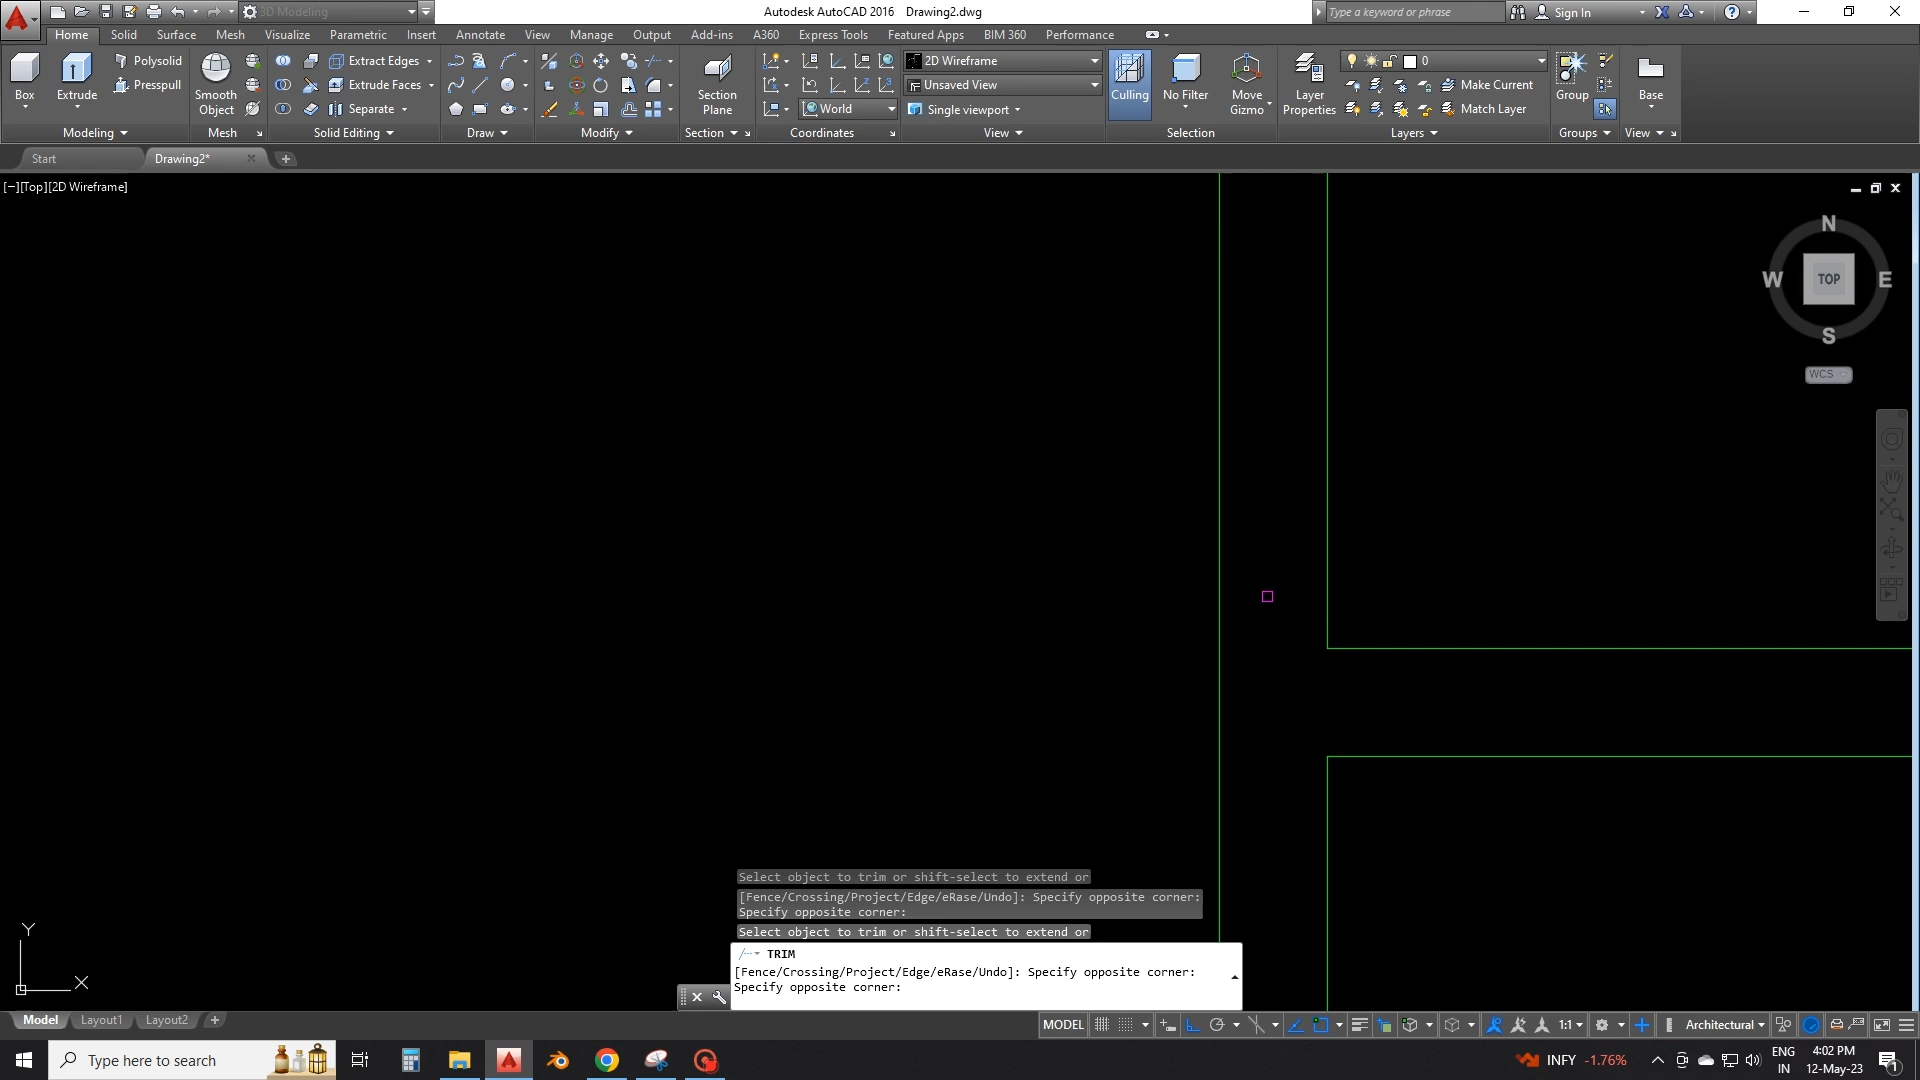 3D Modeling
Autodesk AutoCAD 2016 Drawing2.dwg
Type a keyword or phrase
Sign In
Home Solid Surface Mesh Visualize Parametric Insert Annotate View Manage Output Add-ins A360 Express Tools Featured Apps BIM 360 Performance
Box
Extrude
Polysolid
Presspull
Smooth Object
Extract Edges
Extrude Faces
Separate
Section Plane
World
2D Wireframe
Unsaved View
Single viewport
Culling
No Filter
Move Gizmo
Layer Properties
0
Make Current
Match Layer
Group
Base
Modeling Mesh Solid Editing Draw Modify Section Coordinates View Selection Layers Groups View
Start Drawing2*
[−][Top][2D Wireframe]
N
W TOP E
S
WCS
Select object to trim or shift-select to extend or
[Fence/Crossing/Project/Edge/eRase/Undo]: Specify opposite corner:
Specify opposite corner:
Select object to trim or shift-select to extend or
TRIM
[Fence/Crossing/Project/Edge/eRase/Undo]: Specify opposite corner:
Specify opposite corner:
Y
X
Model Layout1 Layout2
MODEL 1:1 Architectural
Type here to search
INFY -1.76%
ENG
IN
4:02 PM
12-May-23
1